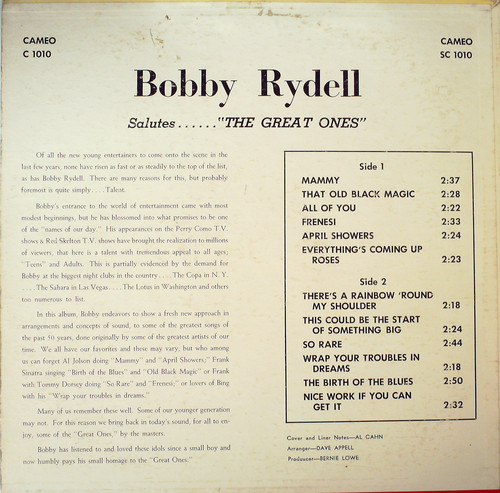 CAMEO
C 1010
CAMEO
SC 1010
Bobby Rydell
Salutes......"THE GREAT ONES"
Of all the new young entertainers to come onto the scene in the
last few years, none have risen as fast or as steadily to the top of the list,
as has Bobby Rydell. There are many reasons for this, but probably
foremost is quite simply....Talent.
Bobby's entrance to the world of entertainment came with most
modest beginnings, but he has blossomed into what promises to be one
of the "names of our day." His appearances on the Perry Como T.V.
shows & Red Skelton T.V. shows have brought the realization to millions
of viewers, that here is a talent with tremendous appeal to all ages;
"Teens" and Adults. This is partially evidenced by the demand for
Bobby at the biggest night clubs in the country....The Copa in N. Y.
....The Sahara in Las Vegas....The Lotus in Washington and others
too numerous to list.
In this album, Bobby endeavors to show a fresh new approach in
arrangements and concepts of sound, to some of the greatest songs of
the past 50 years, done originally by some of the greatest artists of our
time. We all have our favorites and these may vary, but who among
us can forget Al Jolson doing "Mammy" and "April Showers;" Frank
Sinatra singing "Birth of the Blues" and "Old Black Magic" or Frank
with Tommy Dorsey doing "So Rare" and "Frenesi;" or lovers of Bing
with his "Wrap your troubles in dreams."
Many of us remember these well. Some of our younger generation
may not. For this reason we bring back in today's sound, for all to en-
joy, some of the "Great Ones," by the masters.
Bobby has listened to and loved these idols since a small boy and
now humbly pays his small homage to the "Great Ones."
Side 1
MAMMY 2:37
THAT OLD BLACK MAGIC 2:28
ALL OF YOU 2:22
FRENESI 2:33
APRIL SHOWERS 2:24
EVERYTHING'S COMING UP
ROSES 2:23
Side 2
THERE'S A RAINBOW 'ROUND
MY SHOULDER 2:18
THIS COULD BE THE START
OF SOMETHING BIG 2:24
SO RARE 2:44
WRAP YOUR TROUBLES IN
DREAMS 2:18
THE BIRTH OF THE BLUES 2:50
NICE WORK IF YOU CAN
GET IT 2:32
Cover and Liner Notes—AL CAHN
Arranger—DAVE APPELL
Producer—BERNIE LOWE